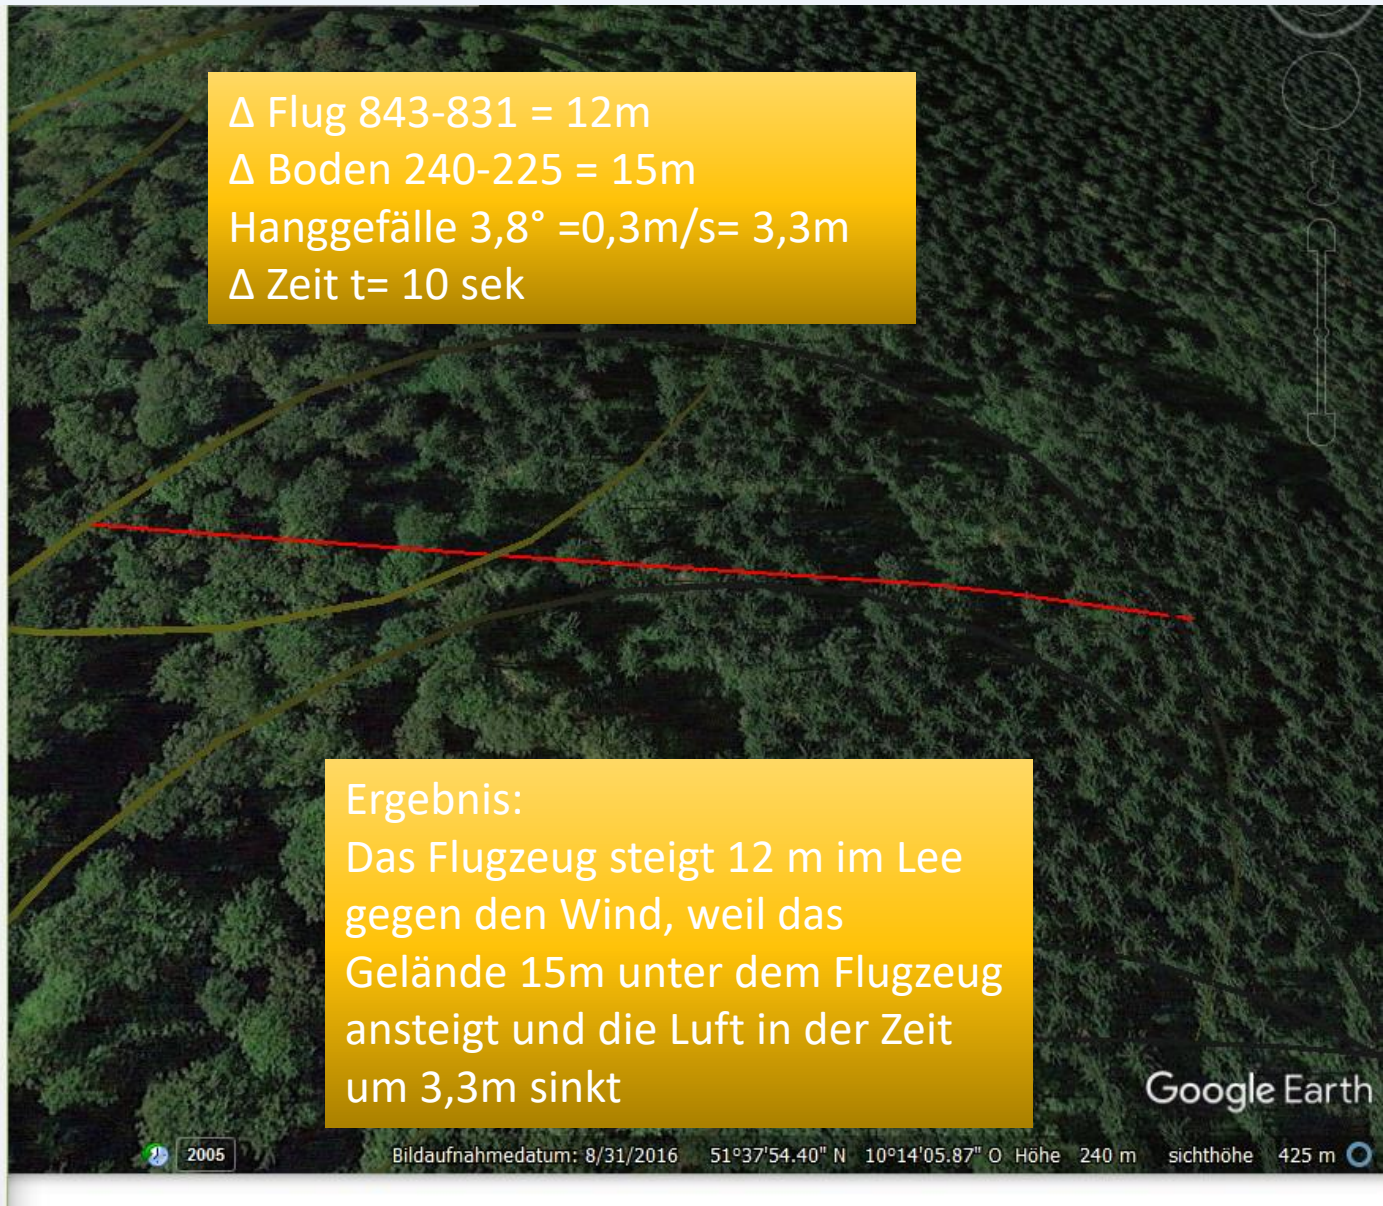 Δ Flug 843-831 = 12m
Δ Boden 240-225 = 15m
Hanggefälle 3,8° =0,3m/s= 3,3m
Δ Zeit t= 10 sek
Ergebnis:
Das Flugzeug steigt 12 m im Lee
gegen den Wind, weil das
Gelände 15m unter dem Flugzeug
ansteigt und die Luft in der Zeit
um 3,3m sinkt
Google Earth
2005 Bildaufnahmedatum: 8/31/2016 51°37'54.40" N 10°14'05.87" O Höhe 240 m sichthöhe 425 m